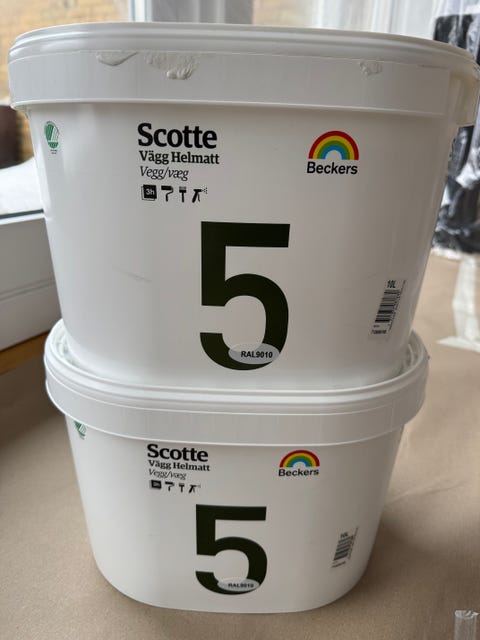 Scotte
Vägg Helmatt
Vegg/væg
3h
Beckers
5
RAL9010
10L
Scotte
Vägg Helmatt
Vegg/væg
Beckers
5
RAL9010
10L